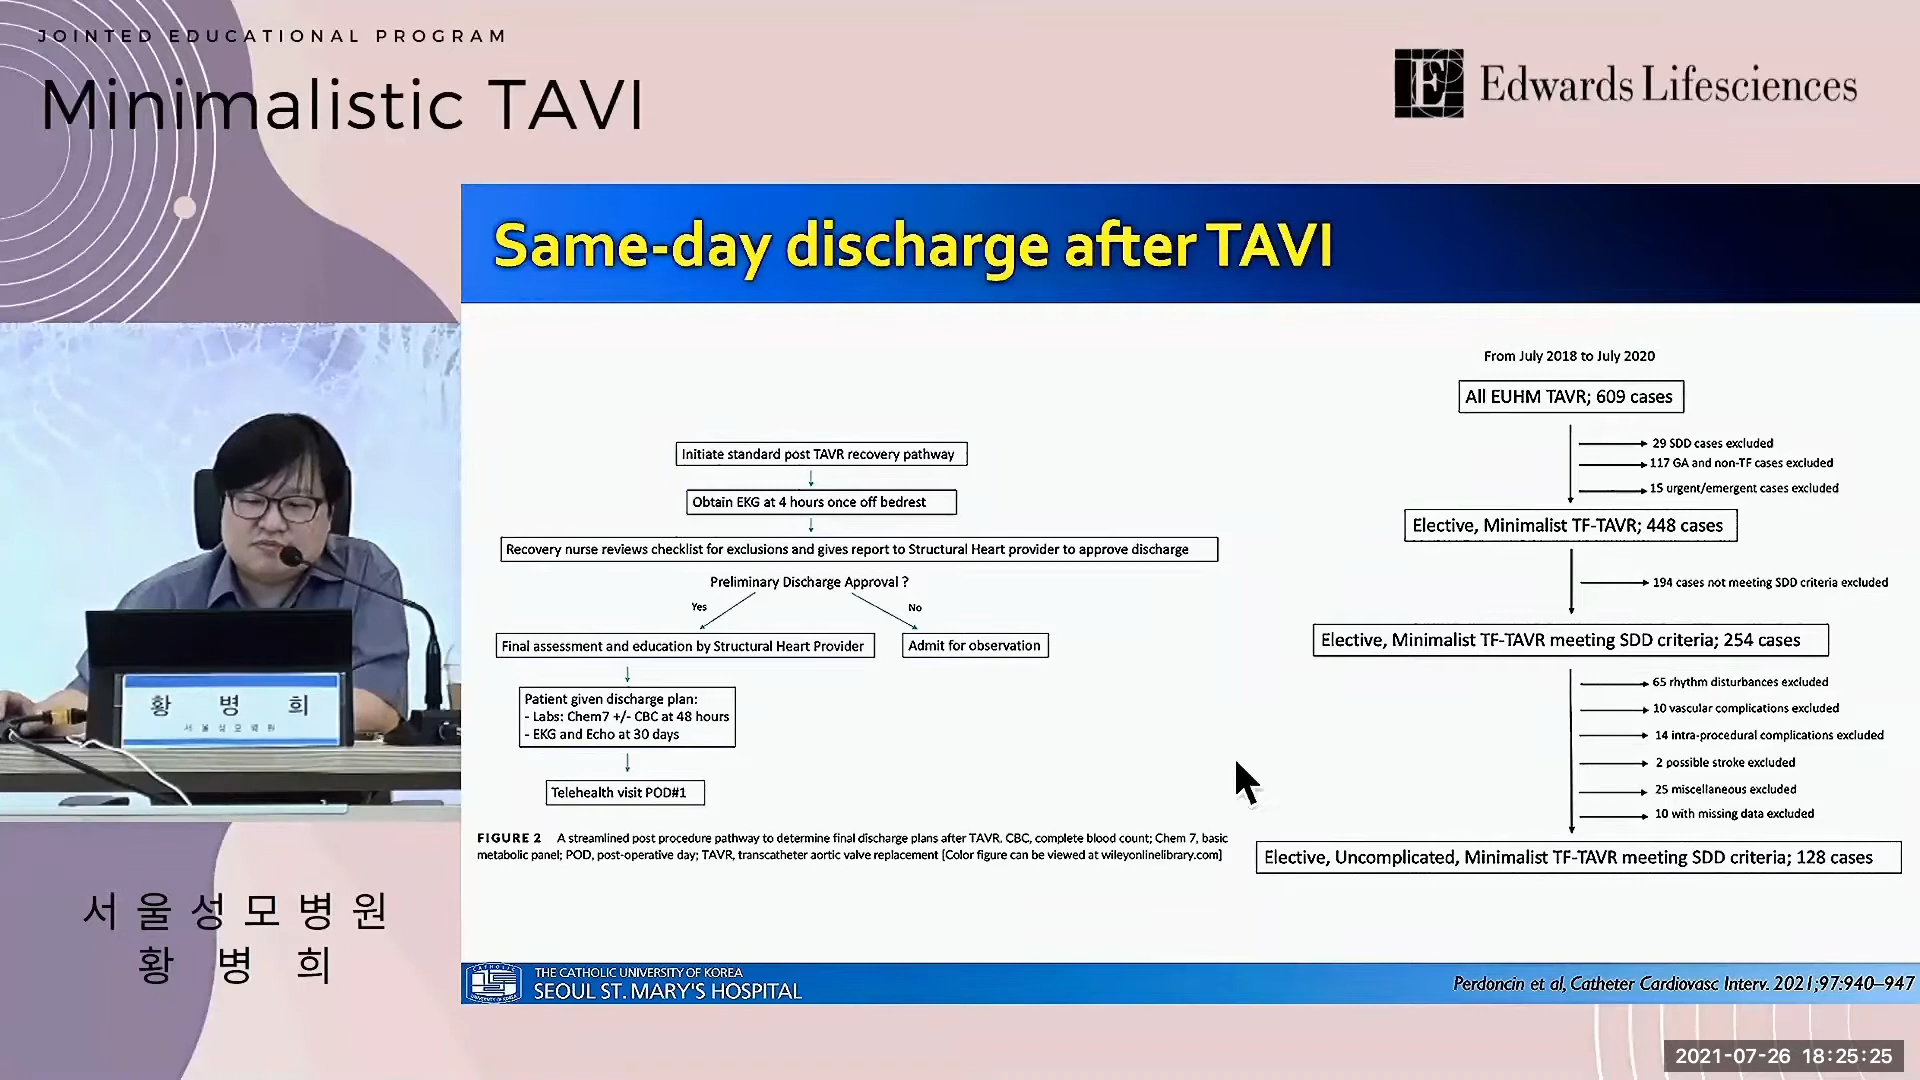 JOINTED EDUCATIONAL PROGRAM
Minimalistic TAVI
E Edwards Lifesciences
Same-day discharge after TAVI
Initiate standard post TAVR recovery pathway
Obtain EKG at 4 hours once off bedrest
Recovery nurse reviews checklist for exclusions and gives report to Structural Heart provider to approve discharge
Preliminary Discharge Approval ?
Yes
No
Final assessment and education by Structural Heart Provider
Admit for observation
Patient given discharge plan:
- Labs: Chem7 +/- CBC at 48 hours
- EKG and Echo at 30 days
Telehealth visit POD#1
FIGURE 2 A streamlined post procedure pathway to determine final discharge plans after TAVR. CBC, complete blood count; Chem 7, basic
metabolic panel; POD, post-operative day; TAVR, transcatheter aortic valve replacement [Color figure can be viewed at wileyonlinelibrary.com]
From July 2018 to July 2020
All EUHM TAVR; 609 cases
29 SDD cases excluded
117 GA and non-TF cases excluded
15 urgent/emergent cases excluded
Elective, Minimalist TF-TAVR; 448 cases
194 cases not meeting SDD criteria excluded
Elective, Minimalist TF-TAVR meeting SDD criteria; 254 cases
65 rhythm disturbances excluded
10 vascular complications excluded
14 intra-procedural complications excluded
2 possible stroke excluded
25 miscellaneous excluded
10 with missing data excluded
Elective, Uncomplicated, Minimalist TF-TAVR meeting SDD criteria; 128 cases
황 병 희
서울성모병원
서울성모병원
황 병 희
THE CATHOLIC UNIVERSITY OF KOREA
SEOUL ST. MARY'S HOSPITAL
Perdoncin et al, Catheter Cardiovasc Interv. 2021;97:940–947
2021-07-26 18:25:25